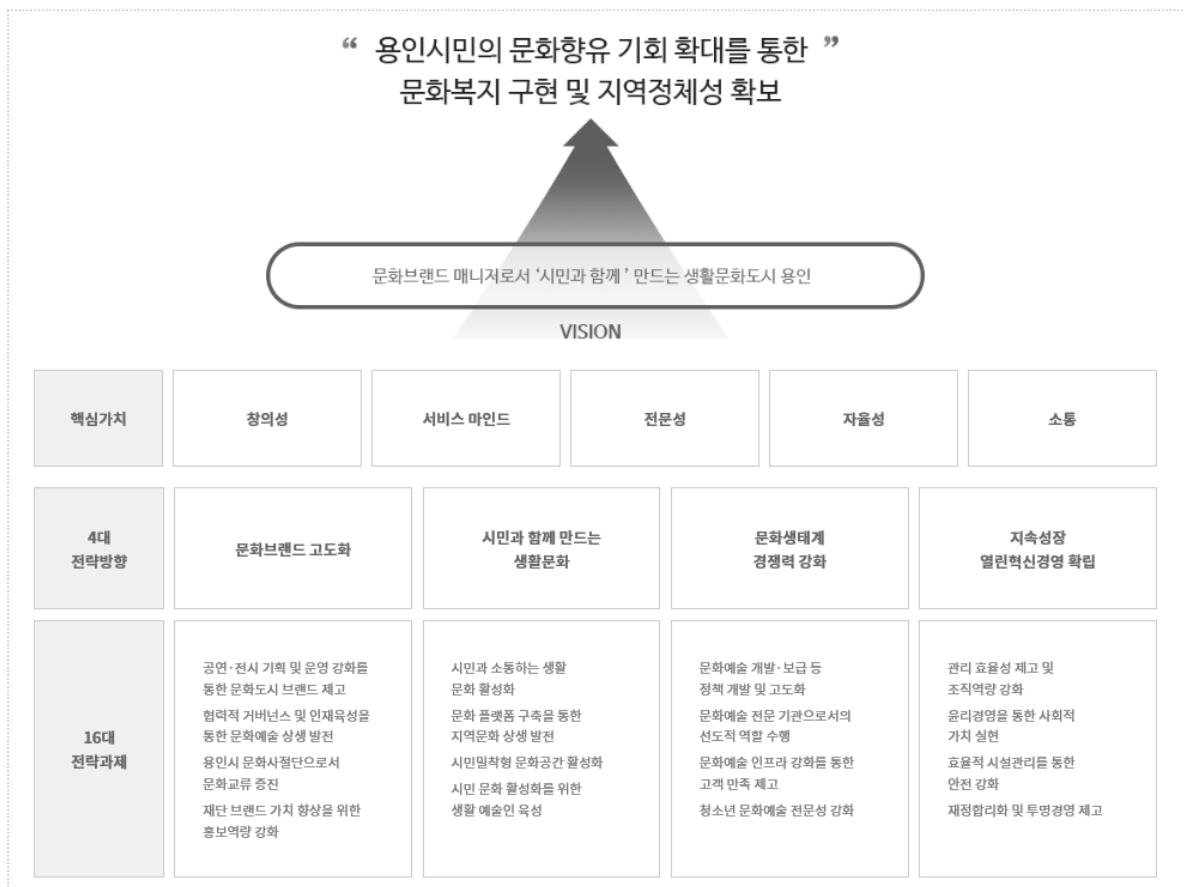 “ 용인시민의 문화향유 기회 확대를 통한 ”
문화복지 구현 및 지역정체성 확보
문화브랜드 매니저로서 ‘시민과 함께 ’ 만드는 생활문화도시 용인
VISION
핵심가치
창의성
서비스 마인드
전문성
자율성
소통
4대
전략방향
문화브랜드 고도화
시민과 함께 만드는
생활문화
문화생태계
경쟁력 강화
지속성장
열린혁신경영 확립
16대
전략과제
공연·전시 기획 및 운영 강화를
통한 문화도시 브랜드 제고
협력적 거버넌스 및 인재육성을
통한 문화예술 상생 발전
용인시 문화사절단으로서
문화교류 증진
재단 브랜드 가치 향상을 위한
홍보역량 강화
시민과 소통하는 생활
문화 활성화
문화 플랫폼 구축을 통한
지역문화 상생 발전
시민밀착형 문화공간 활성화
시민 문화 활성화를 위한
생활 예술인 육성
문화예술 개발·보급 등
정책 개발 및 고도화
문화예술 전문 기관으로서의
선도적 역할 수행
문화예술 인프라 강화를 통한
고객 만족 제고
청소년 문화예술 전문성 강화
관리 효율성 제고 및
조직역량 강화
윤리경영을 통한 사회적
가치 실현
효율적 시설관리를 통한
안전 강화
재정합리화 및 투명경영 제고